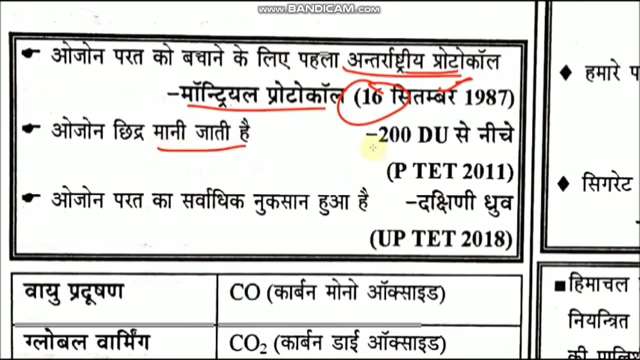 WWW.BANDICAM.COM
ओजोन परत को बचाने के लिए पहला अन्तर्राष्ट्रीय प्रोटोकॉल
–मॉन्ट्रियल प्रोटोकॉल (16 सितम्बर 1987)
ओजोन छिद्र मानी जाती है –200 DU से नीचे
(P TET 2011)
ओजोन परत का सर्वाधिक नुकसान हुआ है –दक्षिणी ध्रुव
(UP TET 2018)
वायु प्रदूषण CO (कार्बन मोनो ऑक्साइड)
ग्लोबल वार्मिंग CO₂ (कार्बन डाई ऑक्साइड)
हमारे प
सिगरेट
हिमाचल
नियन्त्रित